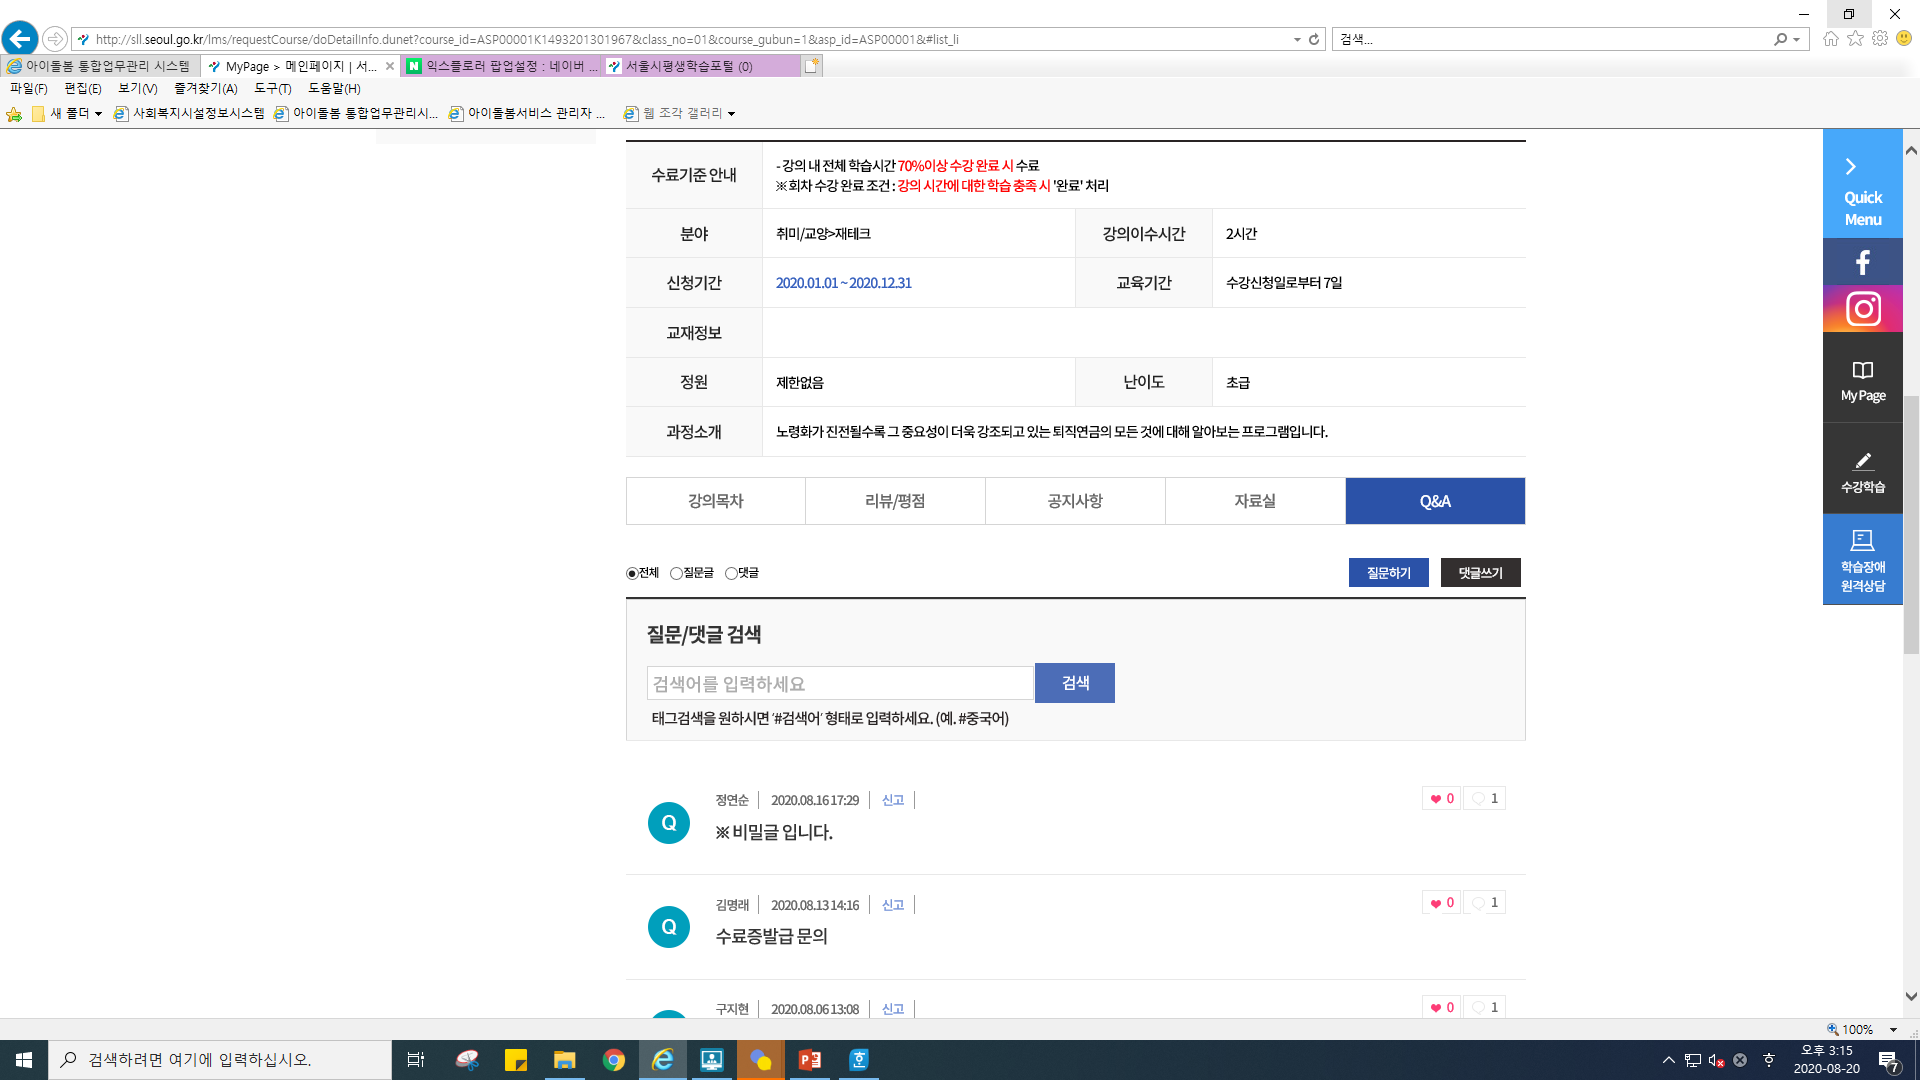 http://sll.seoul.go.kr/lms/requestCourse/doDetailInfo.dunet?course_id=ASP00001K1493201301967&class_no=01&course_gubun=1&asp_id=ASP00001&#list_li
검색...
아이돌봄 통합업무관리 시스템
MyPage > 메인페이지 | 서...
익스플로러 팝업설정 : 네이버 ...
서울시평생학습포털 (0)
파일(F) 편집(E) 보기(V) 즐겨찾기(A) 도구(T) 도움말(H)
새 폴더
사회복지시설정보시스템
아이돌봄 통합업무관리시...
아이돌봄서비스 관리자 ...
웹 조각 갤러리
수료기준 안내
- 강의 내 전체 학습시간 70%이상 수강 완료 시 수료
※ 회차 수강 완료 조건 : 강의 시간에 대한 학습 충족 시 '완료' 처리
분야 취미/교양>재테크 강의이수시간 2시간
신청기간 2020.01.01 ~ 2020.12.31 교육기간 수강신청일로부터 7일
교재정보
정원 제한없음 난이도 초급
과정소개 노령화가 진전될수록 그 중요성이 더욱 강조되고 있는 퇴직연금의 모든 것에 대해 알아보는 프로그램입니다.
강의목차 리뷰/평점 공지사항 자료실 Q&A
전체 질문글 댓글
질문하기 댓글쓰기
질문/댓글 검색
검색어를 입력하세요
검색
태그검색을 원하시면 '#검색어' 형태로 입력하세요. (예. #중국어)
Q
정연순 2020.08.16 17:29 신고
0 1
※ 비밀글 입니다.
Q
김명래 2020.08.13 14:16 신고
0 1
수료증발급 문의
구지현 2020.08.06 13:08 신고
0 1
Quick
Menu
My Page
수강학습
학습장애
원격상담
100%
검색하려면 여기에 입력하십시오.
오후 3:15
2020-08-20
7